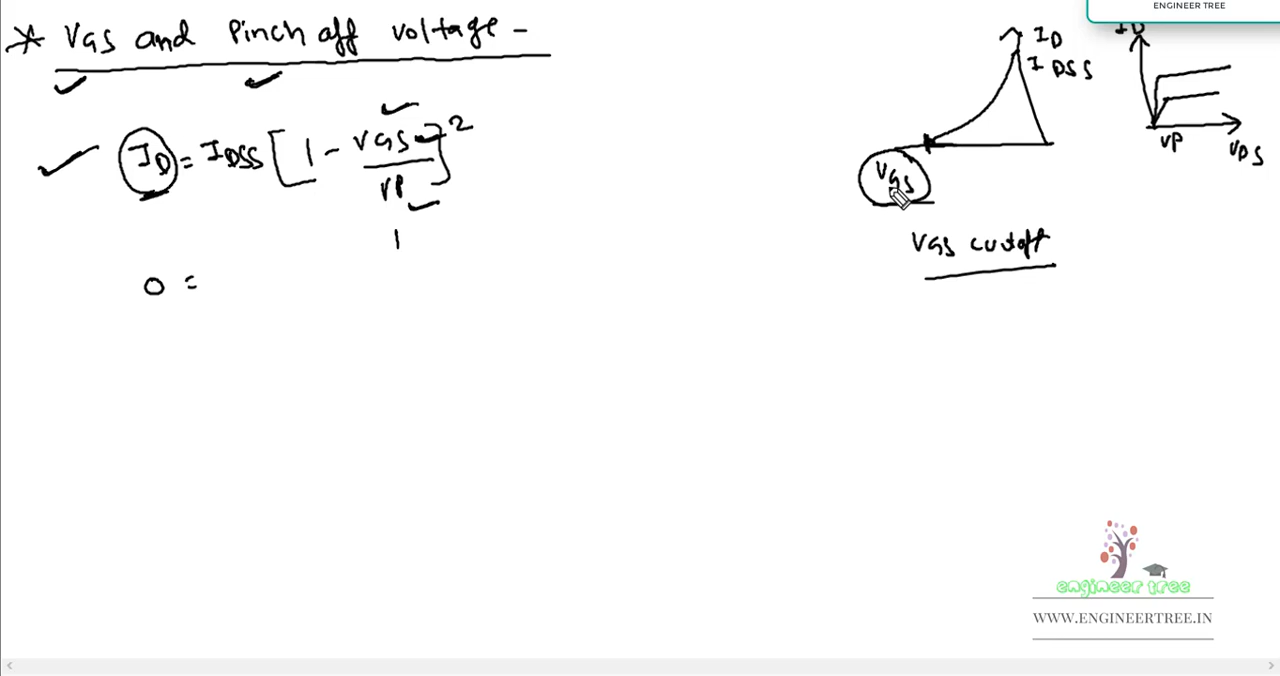 * VGS and Pinch off voltage -
ID = IDSS [1 - VGS / VP]2
1
0 =
ID
IDSS
VGS
VGS cutoff
ENGINEER TREE
ID
VP
VDS
engineer tree
WWW.ENGINEERTREE.IN